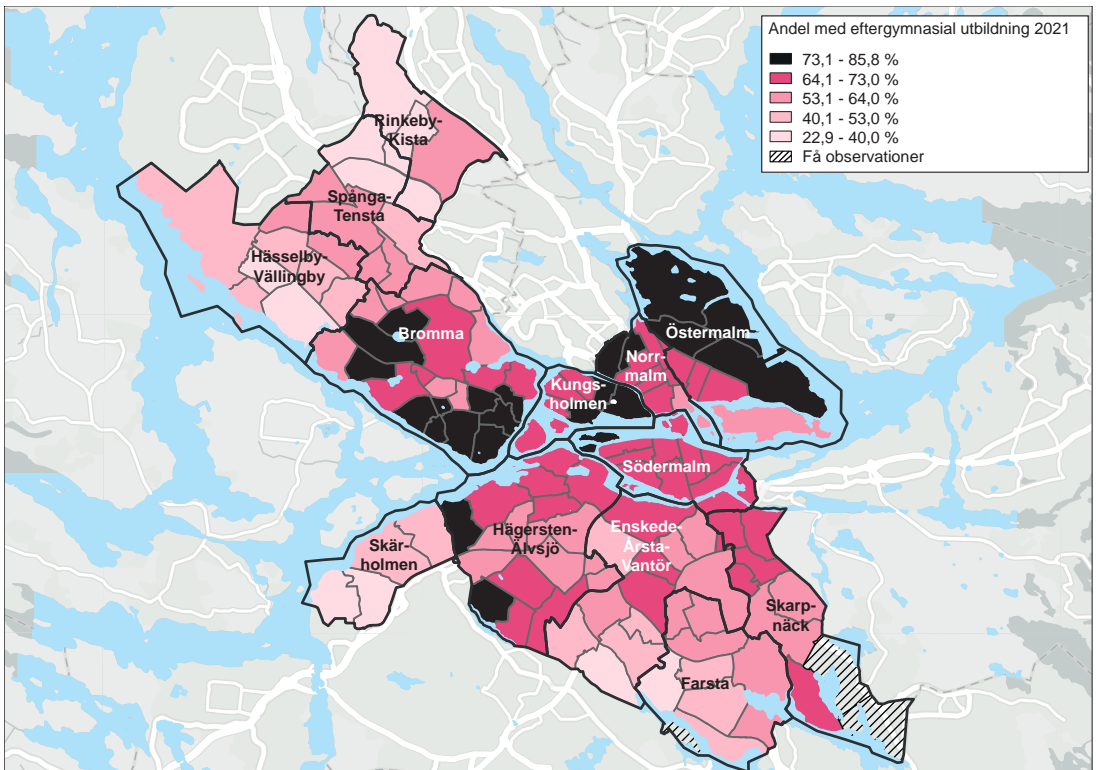 Andel med eftergymnasial utbildning 2021
73,1 - 85,8 %
64,1 - 73,0 %
53,1 - 64,0 %
40,1 - 53,0 %
22,9 - 40,0 %
Få observationer
Rinkeby-
Kista
Spånga-
Tensta
Hässelby-
Vällingby
Bromma
Östermalm
Norr-
malm
Kungs-
holmen
Södermalm
Hägersten-
Älvsjö
Enskede-
Årsta-
Vantör
Skär-
holmen
Skarp-
näck
Farsta